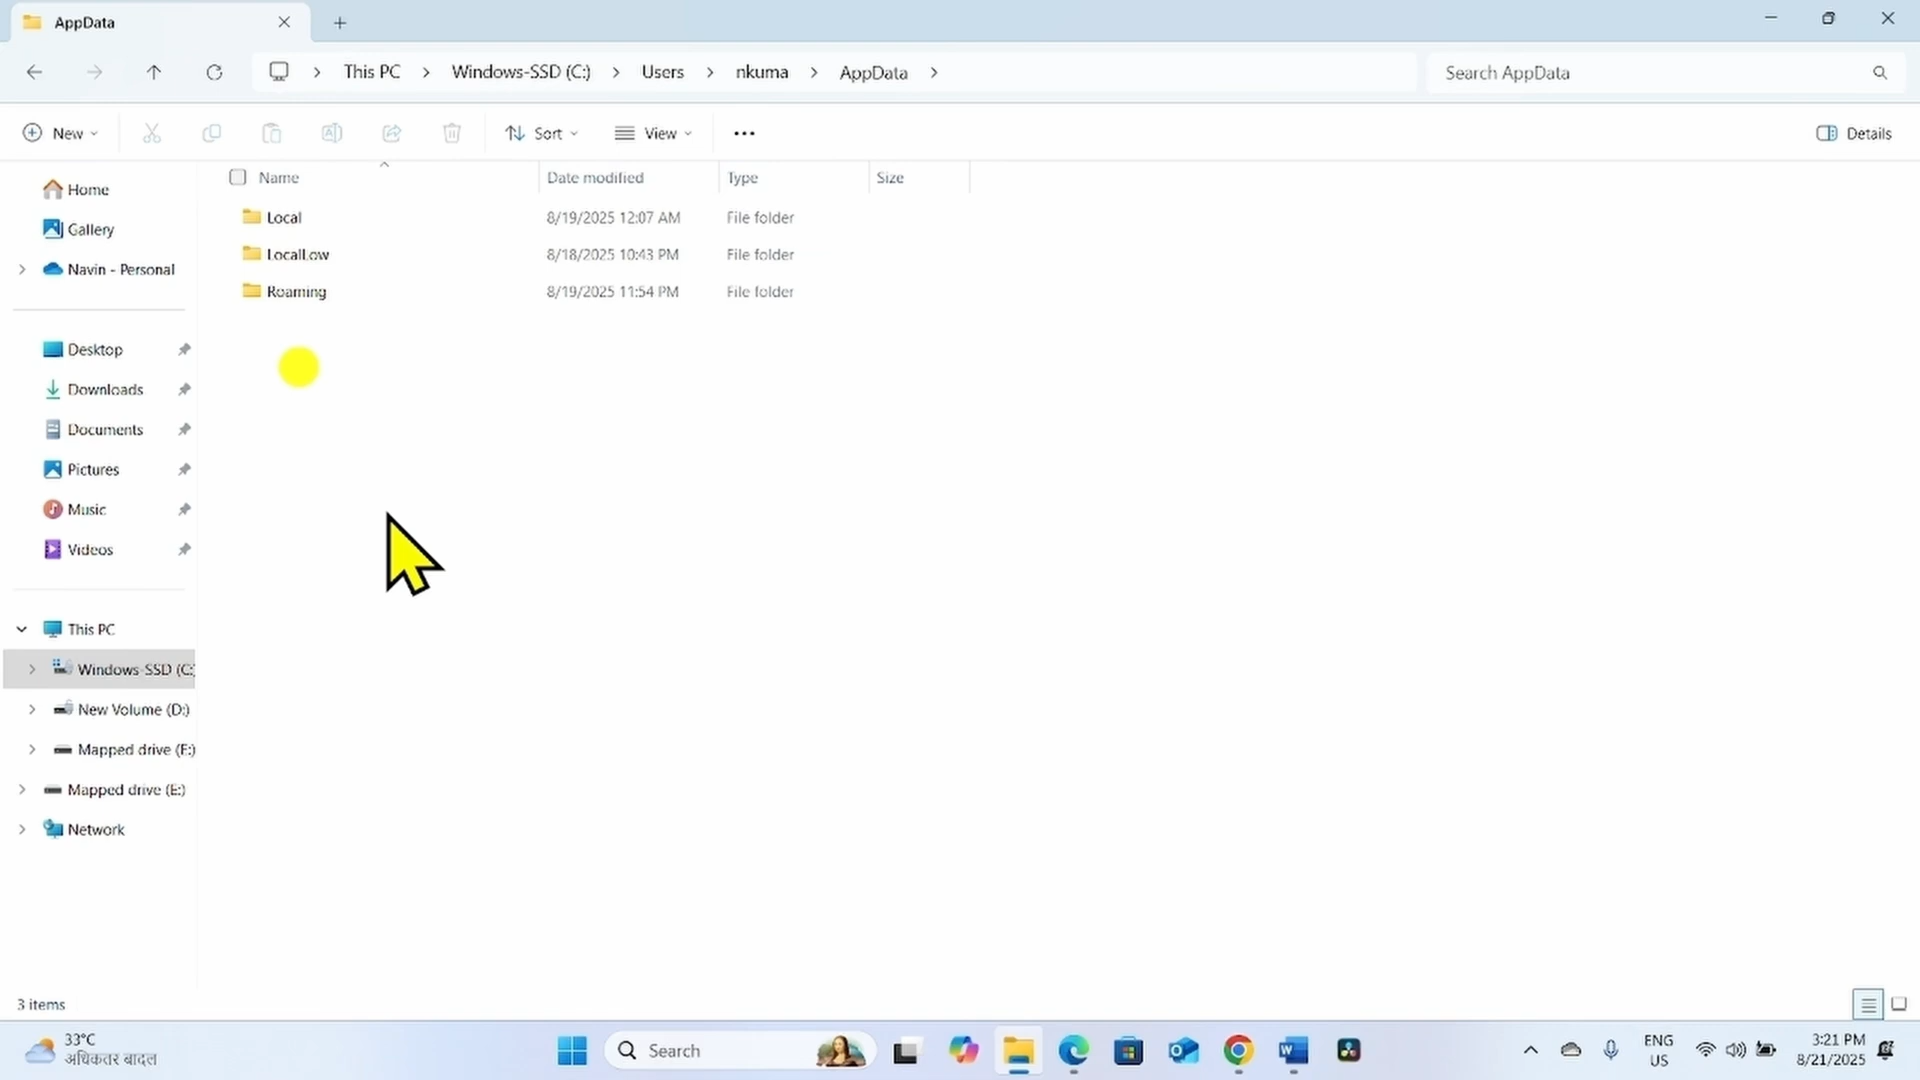 AppData
This PC > Windows-SSD (C:) > Users > nkuma > AppData >
Search AppData
New
Sort
View
Details
Name
Date modified
Type
Size
Local
8/19/2025 12:07 AM
File folder
LocalLow
8/18/2025 10:43 PM
File folder
Roaming
8/19/2025 11:54 PM
File folder
Home
Gallery
Navin - Personal
Desktop
Downloads
Documents
Pictures
Music
Videos
This PC
Windows-SSD (C:
New Volume (D:)
Mapped drive (F:)
Mapped drive (E:)
Network
3 items
33°C
अधिकतर बादल
Search
ENG
US
3:21 PM
8/21/2025